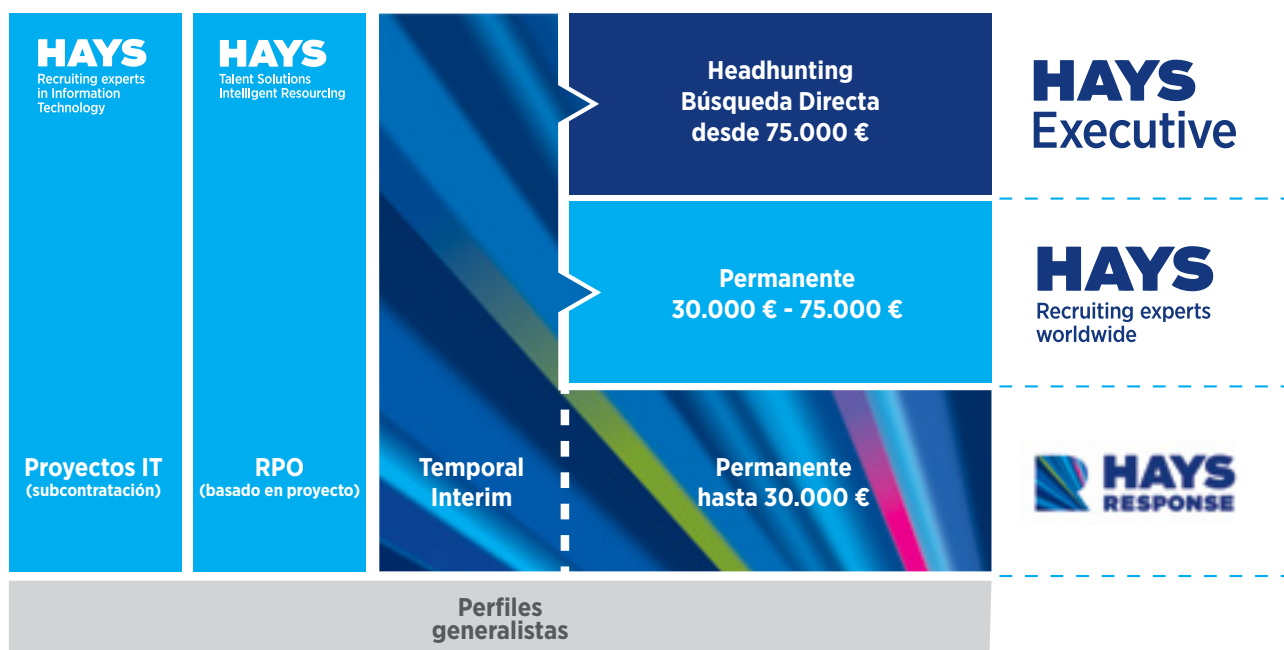 HAYS
Recruiting experts
in Information
Technology
Proyectos IT
(subcontratación)
HAYS
Talent Solutions
Intelligent Resourcing
RPO
(basado en proyecto)
Temporal
Interim
Headhunting
Búsqueda Directa
desde 75.000 €
HAYS
Executive
Permanente
30.000 € - 75.000 €
HAYS
Recruiting experts
worldwide
Permanente
hasta 30.000 €
HAYS
RESPONSE
Perfiles
generalistas